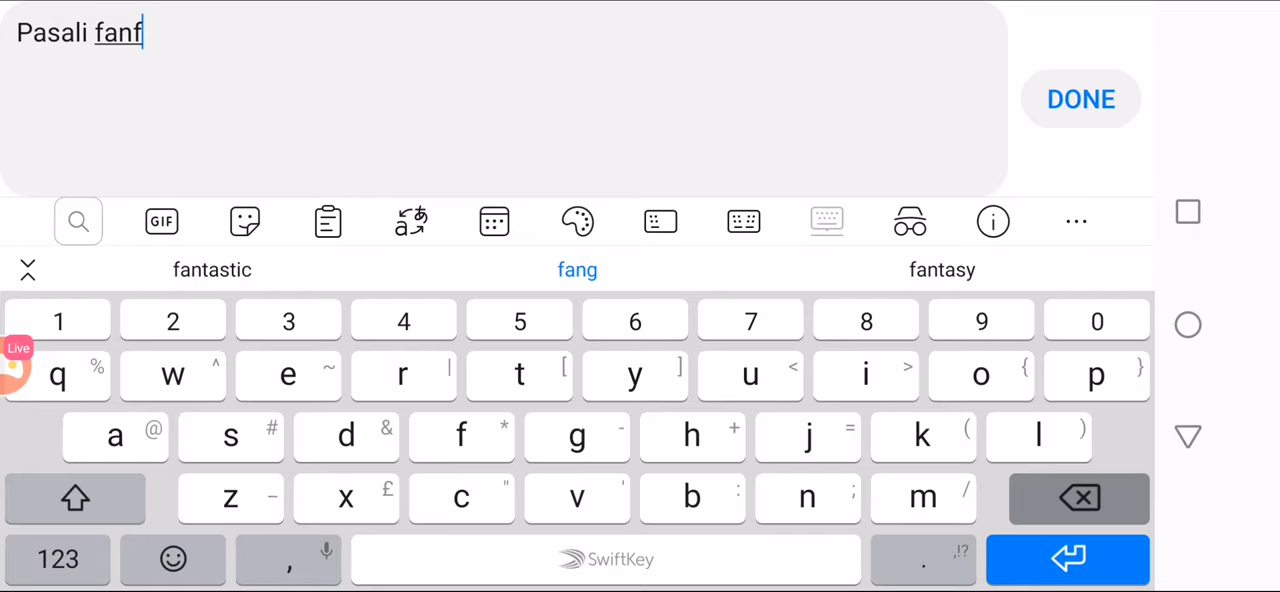 Pasali fanf
DONE
GIF
fantastic fang fantasy
1 2 3 4 5 6 7 8 9 0
Live
q % w ^ e ~ r | t [ y ] u < i > o { p }
a @ s # d & f * g - h + j = k ( l )
z _ x £ c " v ' b : n ; m /
123 , SwiftKey . ,!?